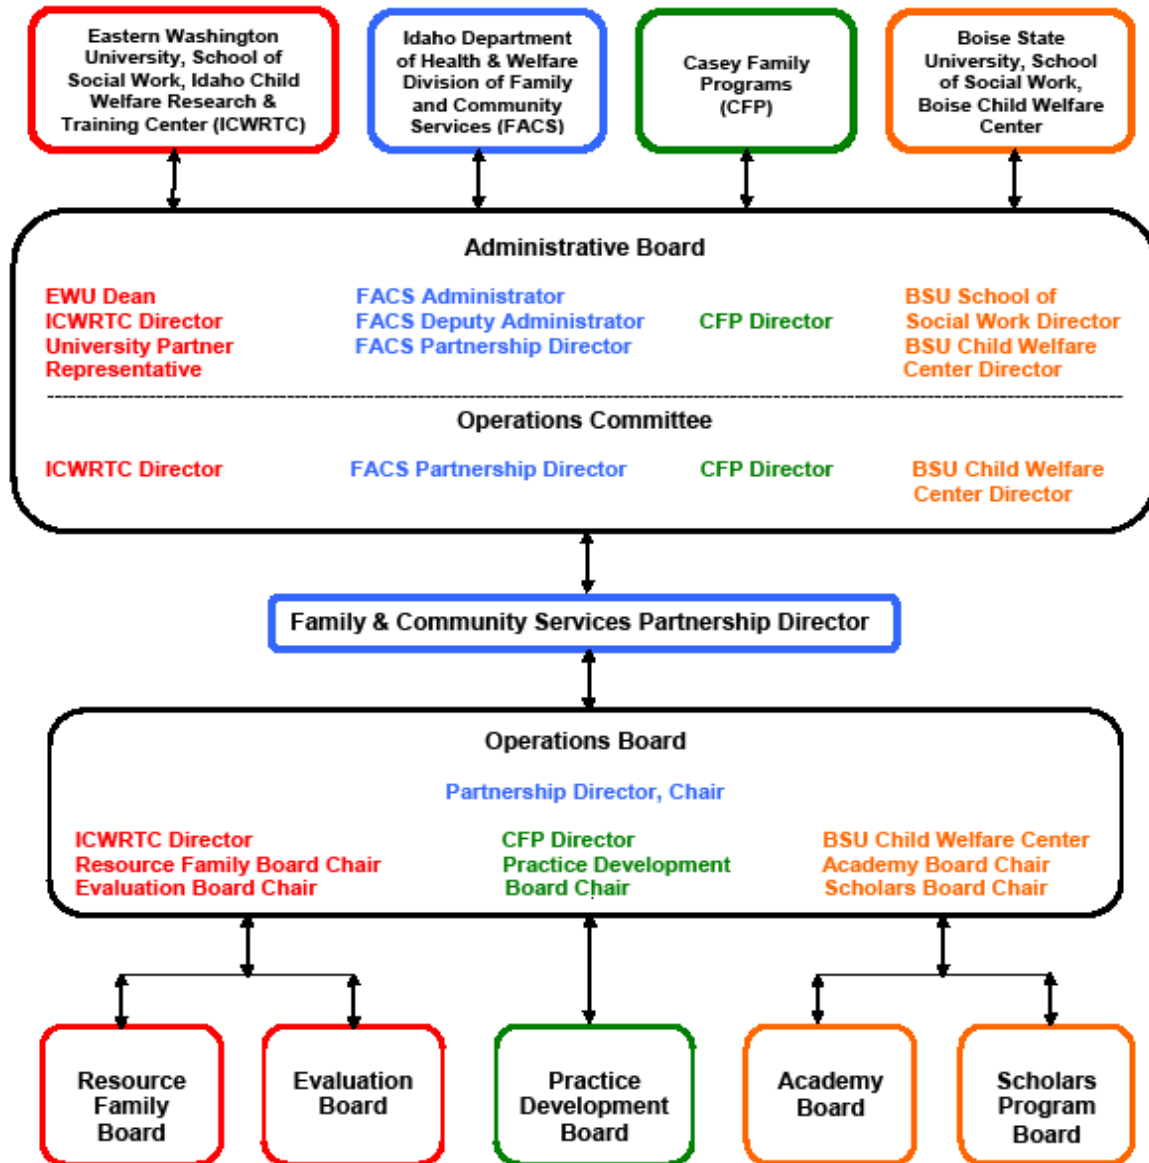 Eastern Washington
University, School of
Social Work, Idaho Child
Welfare Research &
Training Center (ICWRTC)
Idaho Department
of Health & Welfare
Division of Family
and Community
Services (FACS)
Casey Family
Programs
(CFP)
Boise State
University, School
of Social Work,
Boise Child Welfare
Center
Administrative Board
EWU Dean
ICWRTC Director
University Partner
Representative
FACS Administrator
FACS Deputy Administrator
FACS Partnership Director
CFP Director
BSU School of
Social Work Director
BSU Child Welfare
Center Director
Operations Committee
ICWRTC Director
FACS Partnership Director
CFP Director
BSU Child Welfare
Center Director
Family & Community Services Partnership Director
Operations Board
Partnership Director, Chair
ICWRTC Director
Resource Family Board Chair
Evaluation Board Chair
CFP Director
Practice Development
Board Chair
BSU Child Welfare Center
Academy Board Chair
Scholars Board Chair
Resource
Family
Board
Evaluation
Board
Practice
Development
Board
Academy
Board
Scholars
Program
Board